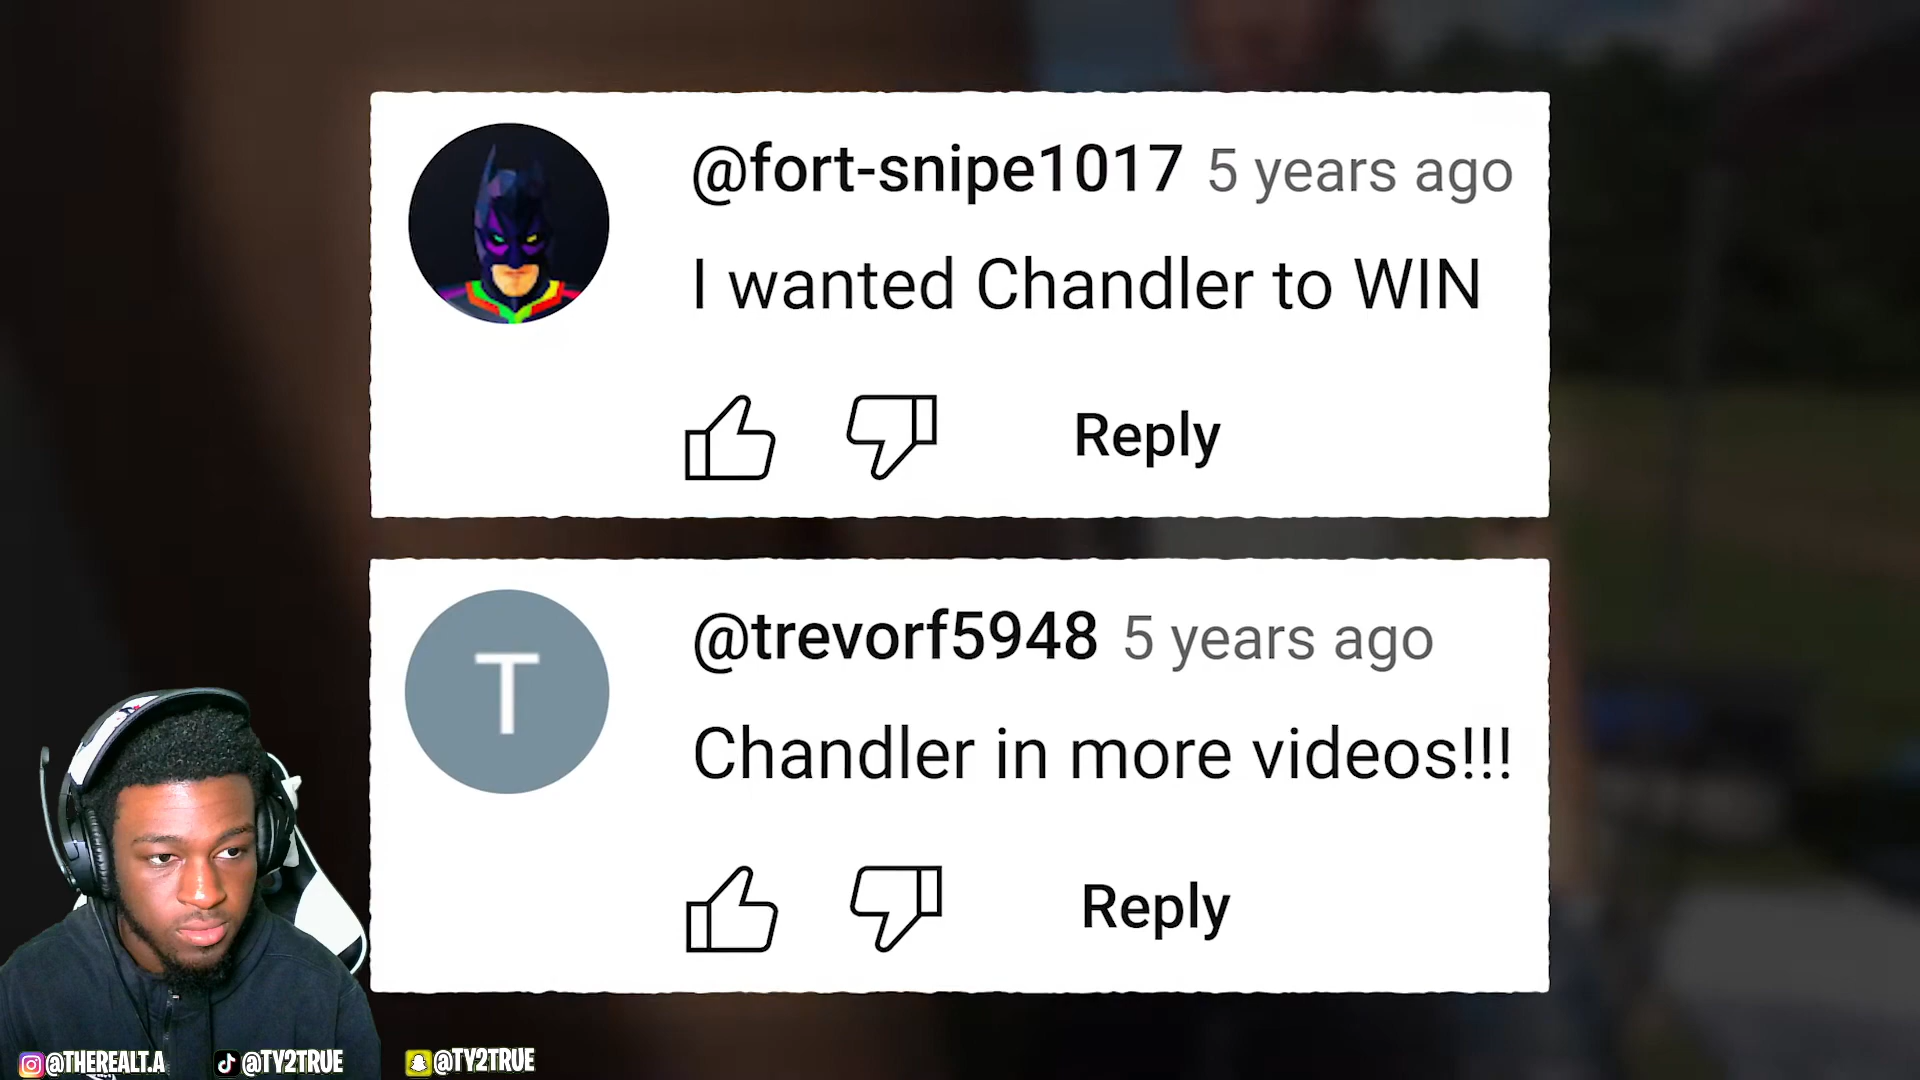 @fort-snipe1017 5 years ago
I wanted Chandler to WIN
Reply
T
@trevorf5948 5 years ago
Chandler in more videos!!!
Reply
@THEREALT.A @TY2TRUE @TY2TRUE